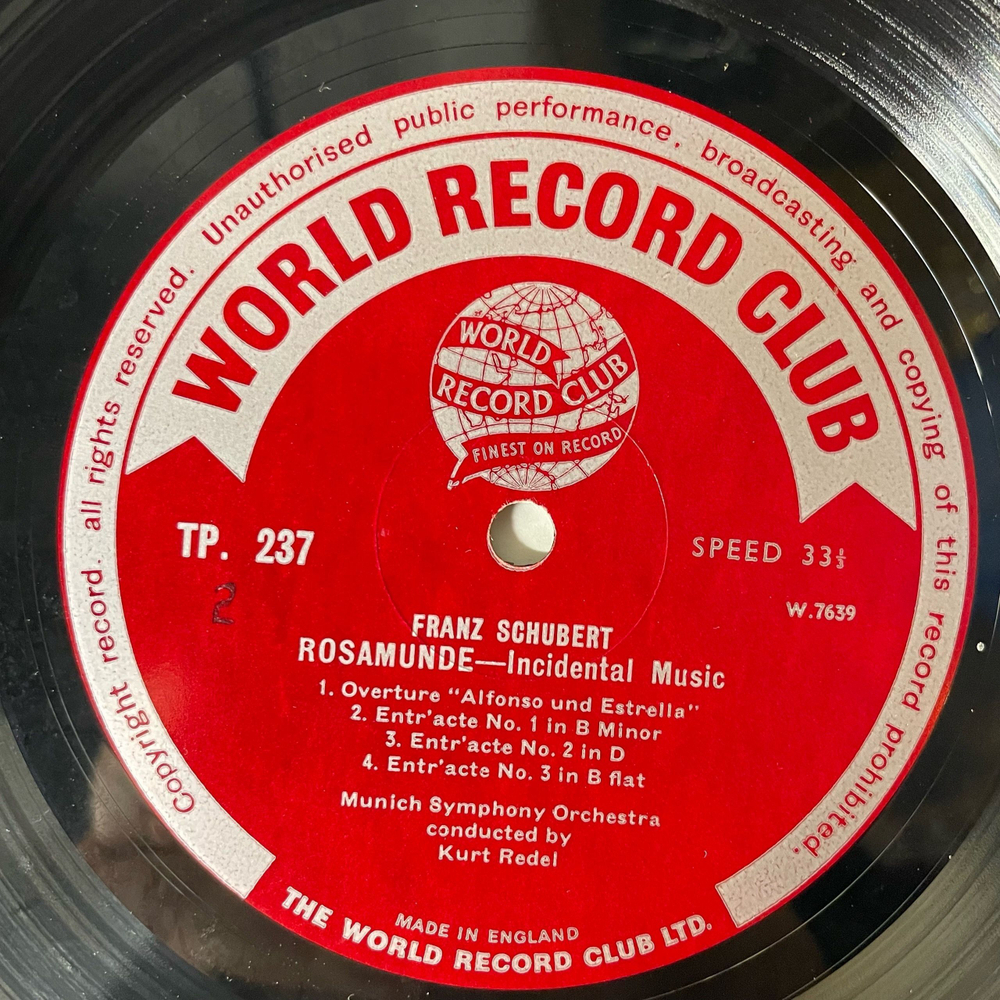 Copyright record. all rights reserved. Unauthorised public performance, broadcasting and copying of this record prohibited.
WORLD RECORD CLUB
WORLD
RECORD CLUB
FINEST ON RECORD
TP. 237
SPEED 33⅓
2
W.7639
FRANZ SCHUBERT
ROSAMUNDE—Incidental Music
1. Overture "Alfonso und Estrella"
2. Entr'acte No. 1 in B Minor
3. Entr'acte No. 2 in D
4. Entr'acte No. 3 in B flat
Munich Symphony Orchestra
conducted by
Kurt Redel
MADE IN ENGLAND
THE WORLD RECORD CLUB LTD.